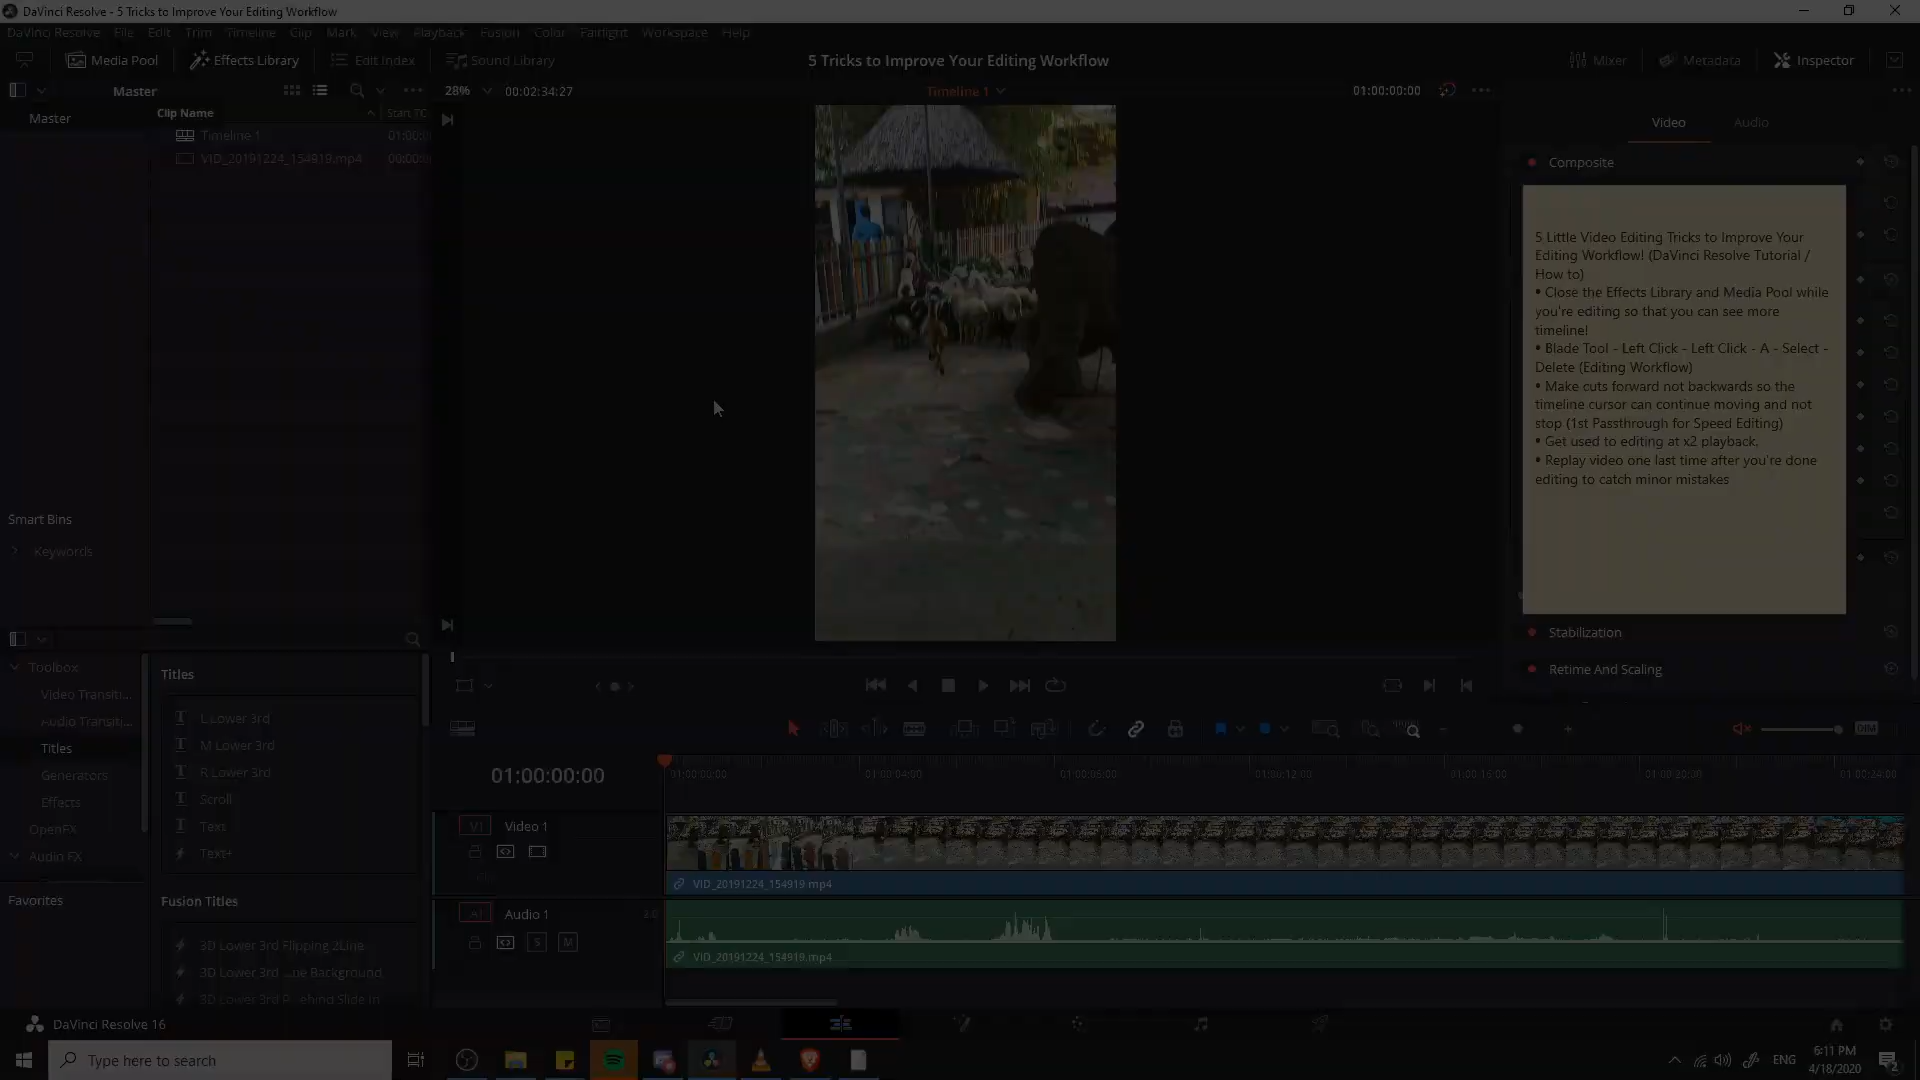 DaVinci Resolve - 5 Tricks to Improve Your Editing Workflow
DaVinci Resolve File Edit Trim Timeline Clip Mark View Playback Fusion Color Fairlight Workspace Help
Media Pool Effects Library Edit Index Sound Library
5 Tricks to Improve Your Editing Workflow
Mixer Metadata Inspector
Master
28% 00:02:34:27
Timeline 1
01:00:00:00
Master
Clip Name Start TC
Timeline 1 01:00:0
VID_20191224_154919.mp4 00:00:0
Smart Bins
Keywords
Video Audio
Composite
5 Little Video Editing Tricks to Improve Your
Editing Workflow! (DaVinci Resolve Tutorial /
How to)
• Close the Effects Library and Media Pool while
you're editing so that you can see more
timeline!
• Blade Tool - Left Click - Left Click - A - Select -
Delete (Editing Workflow)
• Make cuts forward not backwards so the
timeline cursor can continue moving and not
stop (1st Passthrough for Speed Editing)
• Get used to editing at x2 playback.
• Replay video one last time after you're done
editing to catch minor mistakes
Stabilization
Retime And Scaling
Toolbox
Video Transiti...
Audio Transiti...
Titles
Generators
Effects
OpenFX
Audio FX
Favorites
Titles
L Lower 3rd
M Lower 3rd
R Lower 3rd
Scroll
Text
Text+
Fusion Titles
3D Lower 3rd Flipping 2Line
3D Lower 3rd ...ne Background
3D Lower 3rd P...ehind Slide In
DIM
01:00:00:00
01:00:00:00 01:00:04:00 01:00:12:00 01:00:16:00 01:00:20:00 01:00:24:00
V1 Video 1
VID_20191224_154919.mp4
A1 Audio 1 2.0
S M
VID_20191224_154919.mp4
DaVinci Resolve 16
Type here to search
ENG
6:11 PM
4/18/2020
2